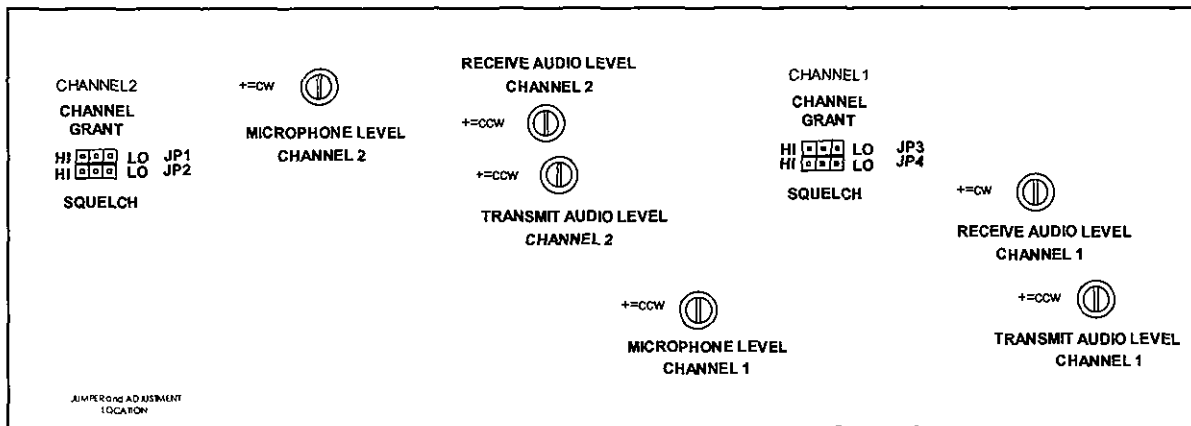 CHANNEL2
CHANNEL
GRANT
HI LO JP1
HI LO JP2
SQUELCH
+=CW
MICROPHONE LEVEL
CHANNEL 2
RECEIVE AUDIO LEVEL
CHANNEL 2
+=CCW
+=CCW
TRANSMIT AUDIO LEVEL
CHANNEL 2
CHANNEL1
CHANNEL
GRANT
HI LO JP3
HI LO JP4
SQUELCH
+=CW
RECEIVE AUDIO LEVEL
CHANNEL 1
+=CCW
MICROPHONE LEVEL
CHANNEL 1
+=CCW
TRANSMIT AUDIO LEVEL
CHANNEL 1
JUMPER and ADJUSTMENT
LOCATION